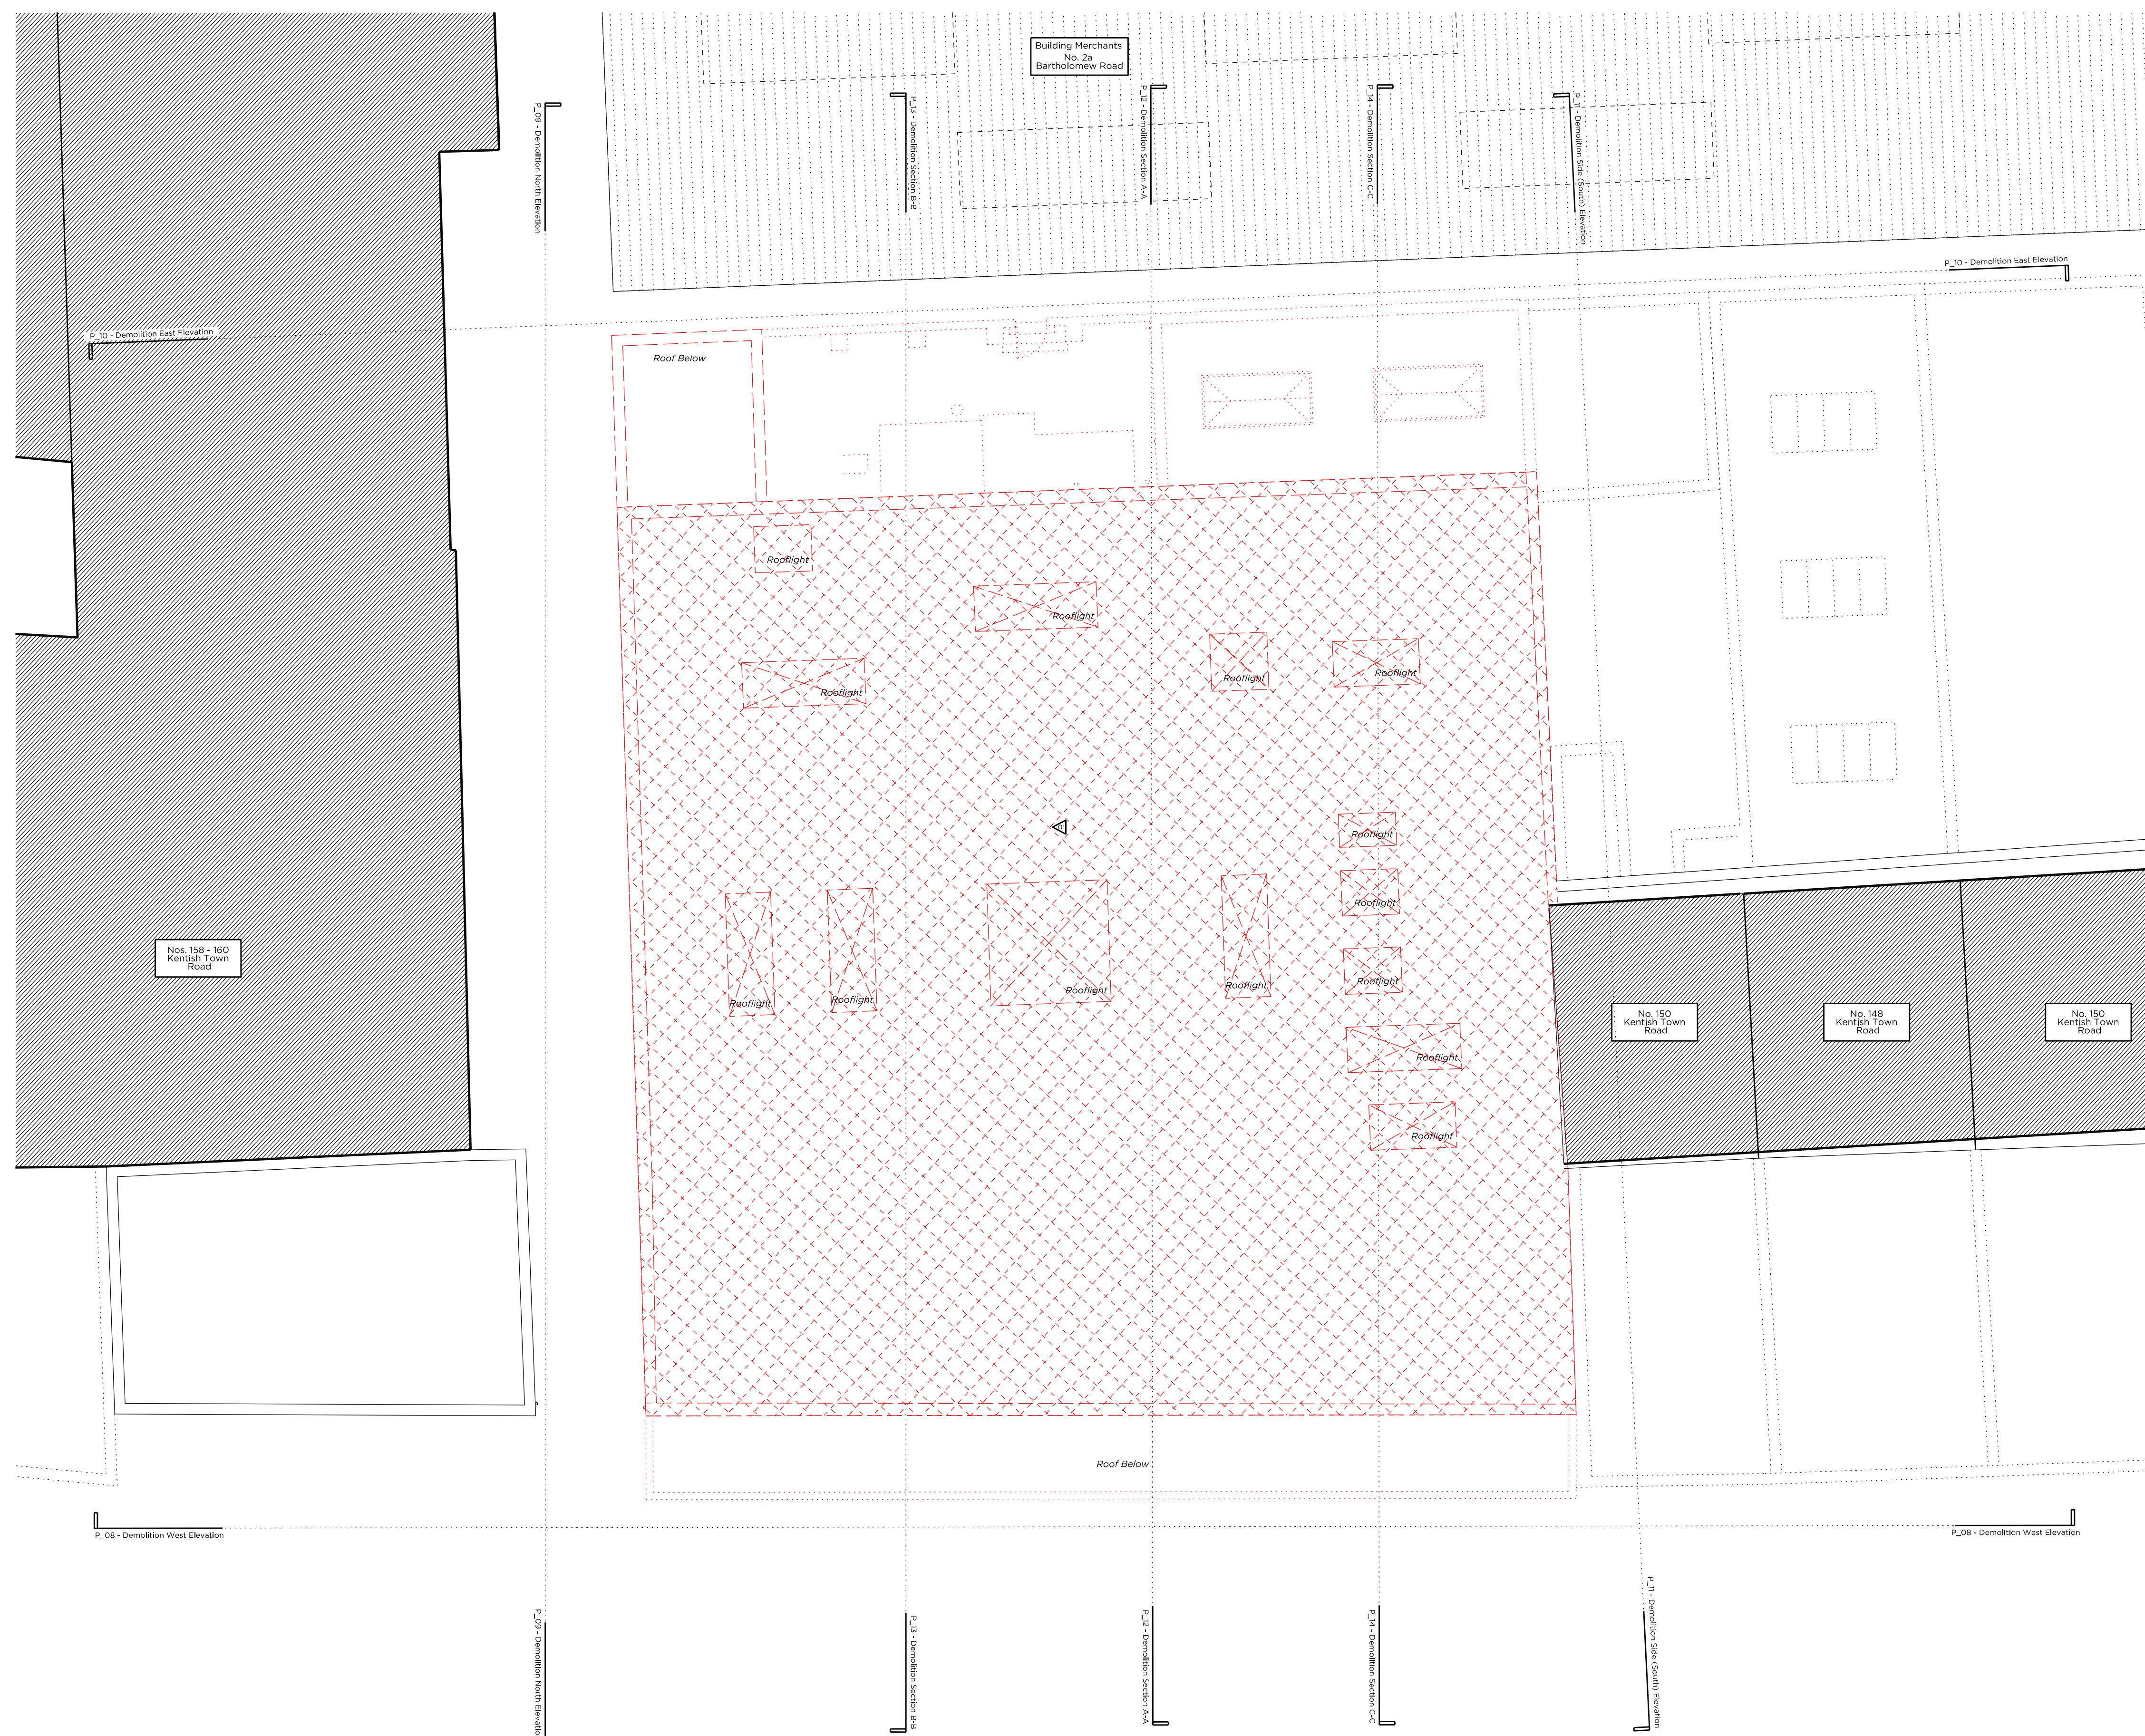 Building Merchants
No. 2a
Bartholomew Road
P_09 - Demolition North Elevation
P_13 - Demolition Section B-B
P_12 - Demolition Section A-A
P_14 - Demolition Section C-C
P_11 - Demolition Side (South) Elevation
P_10 - Demolition East Elevation
P_10 - Demolition East Elevation
Roof Below
Rooflight
Rooflight
Rooflight
Rooflight
Rooflight
Rooflight
Rooflight
Rooflight
Rooflight
Rooflight
Rooflight
Rooflight
Rooflight
Rooflight
Nos. 158 - 160
Kentish Town
Road
No. 150
Kentish Town
Road
No. 148
Kentish Town
Road
No. 150
Kentish Town
Road
Roof Below
P_08 - Demolition West Elevation
P_08 - Demolition West Elevation
P_09 - Demolition North Elevatio
P_13 - Demolition Section B-B
P_12 - Demolition Section A-A
P_14 - Demolition Section C-C
P_11 - Demolition Side (South) Elevation